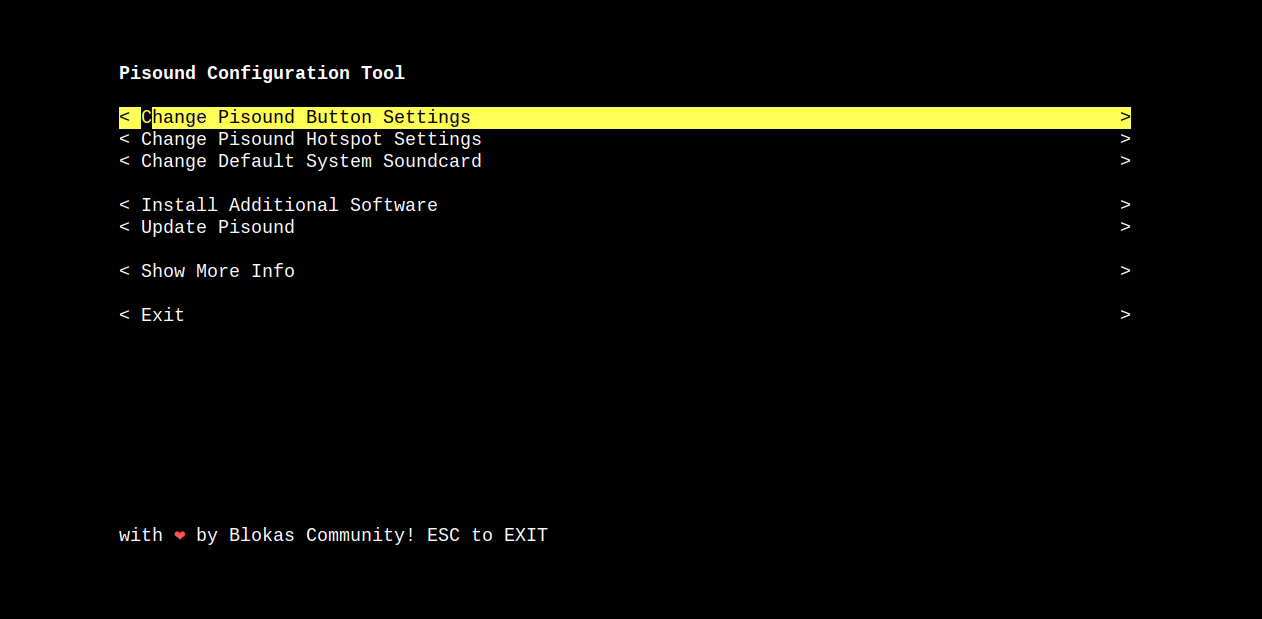 Pisound Configuration Tool
< Change Pisound Button Settings >
< Change Pisound Hotspot Settings >
< Change Default System Soundcard >
< Install Additional Software >
< Update Pisound >
< Show More Info >
< Exit >
with ❤ by Blokas Community! ESC to EXIT